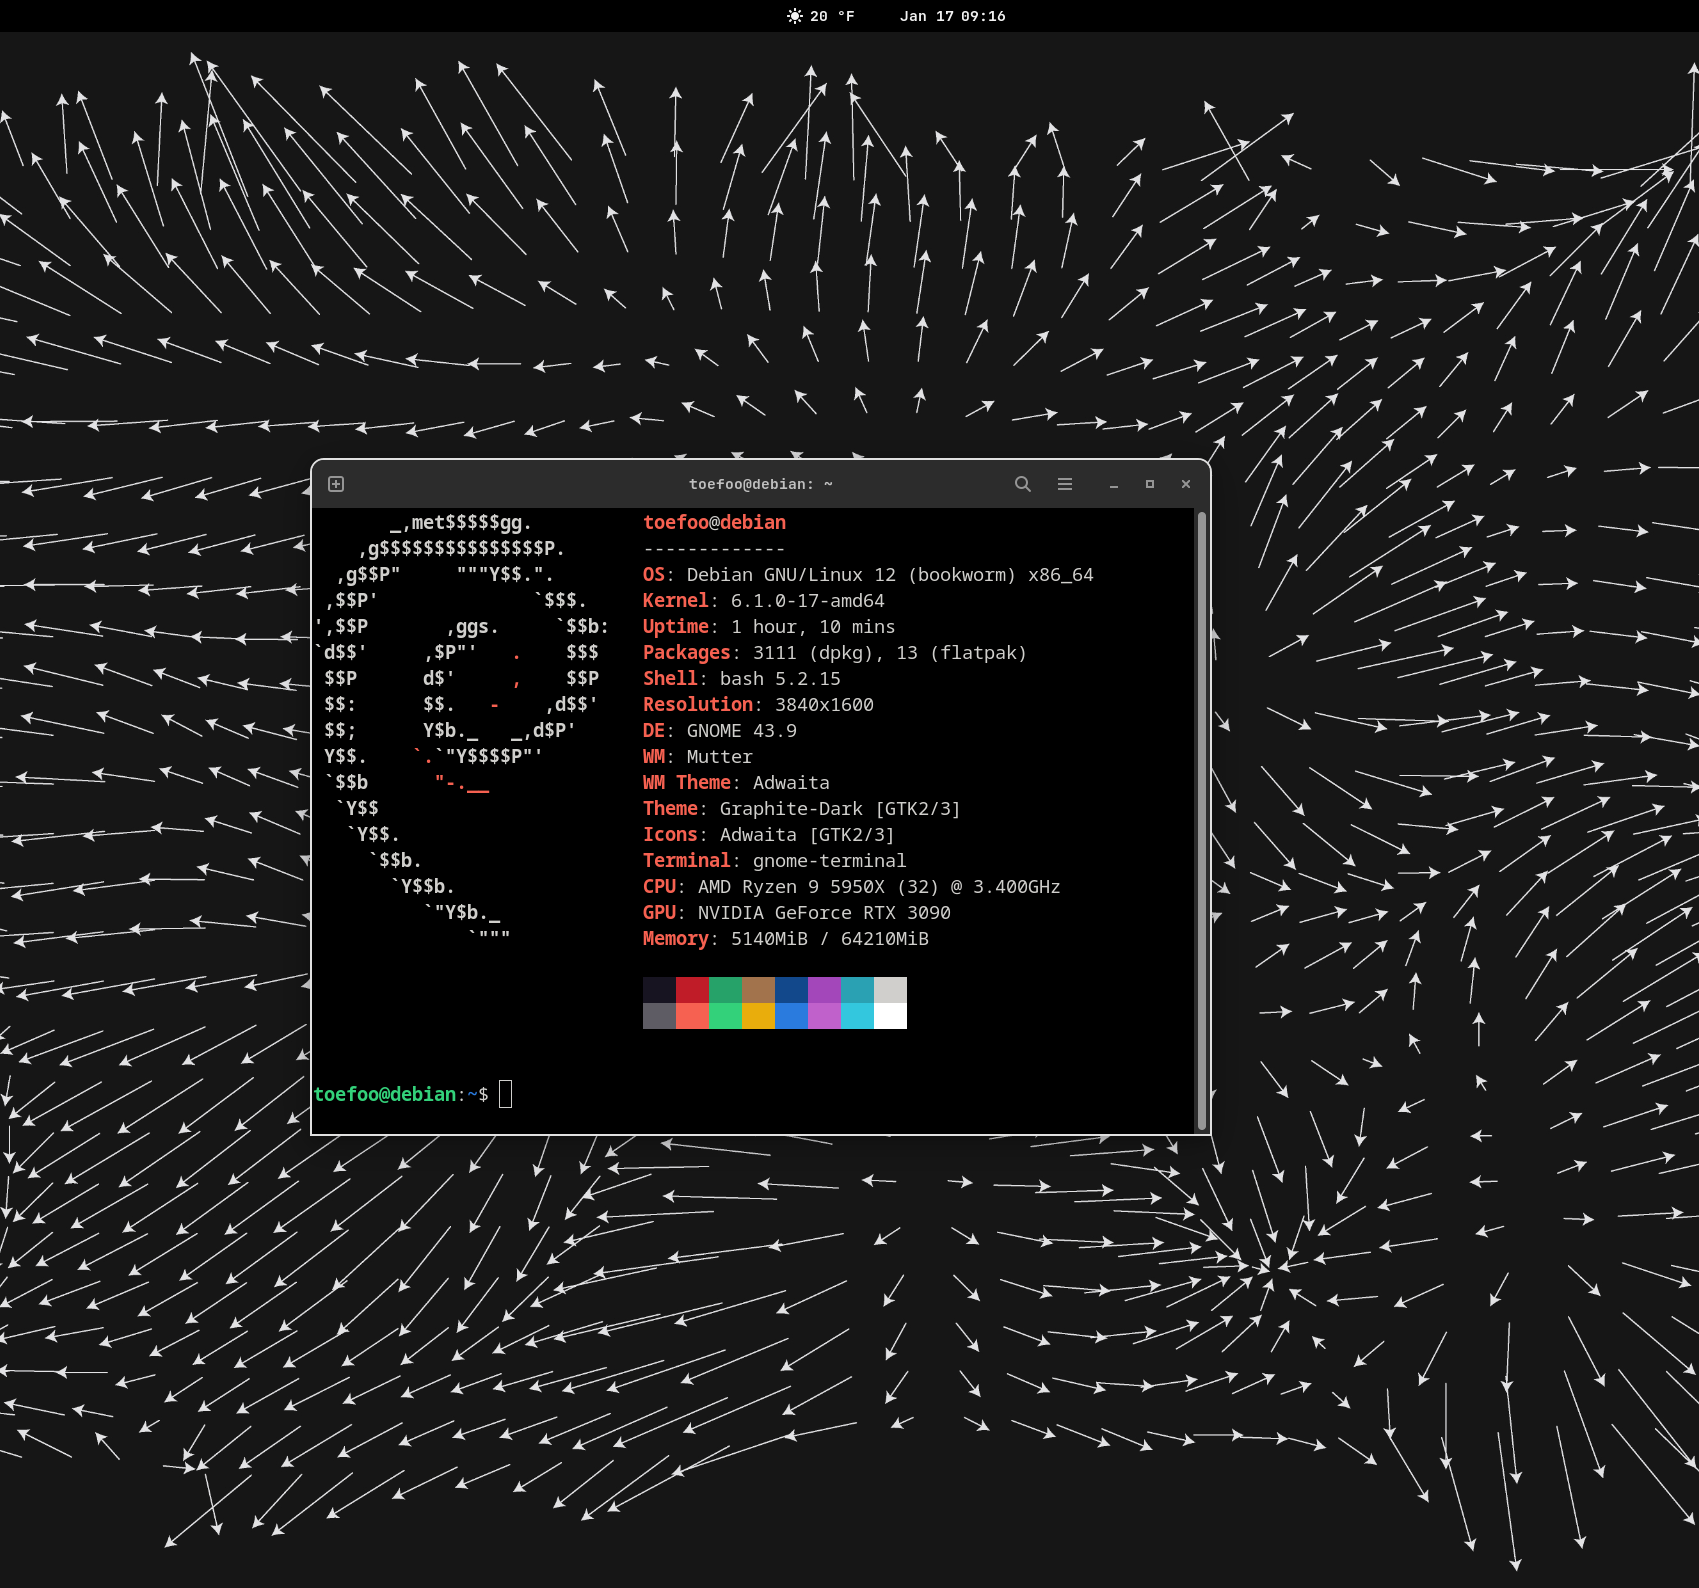 20 °F Jan 17 09:16
toefoo@debian: ~
_,met$$$$$gg. toefoo@debian
,g$$$$$$$$$$$$$$$P. -------------
,g$$P" """Y$$.". OS: Debian GNU/Linux 12 (bookworm) x86_64
,$$P' `$$$. Kernel: 6.1.0-17-amd64
',$$P ,ggs. `$$b: Uptime: 1 hour, 10 mins
`d$$' ,$P"' . $$$ Packages: 3111 (dpkg), 13 (flatpak)
$$P d$' , $$P Shell: bash 5.2.15
$$: $$. - ,d$$' Resolution: 3840x1600
$$; Y$b._ _,d$P' DE: GNOME 43.9
Y$$. `.`"Y$$$$P"' WM: Mutter
`$$b "-.__ WM Theme: Adwaita
`Y$$ Theme: Graphite-Dark [GTK2/3]
`Y$$. Icons: Adwaita [GTK2/3]
`$$b. Terminal: gnome-terminal
`Y$$b. CPU: AMD Ryzen 9 5950X (32) @ 3.400GHz
`"Y$b._ GPU: NVIDIA GeForce RTX 3090
`""" Memory: 5140MiB / 64210MiB
toefoo@debian:~$